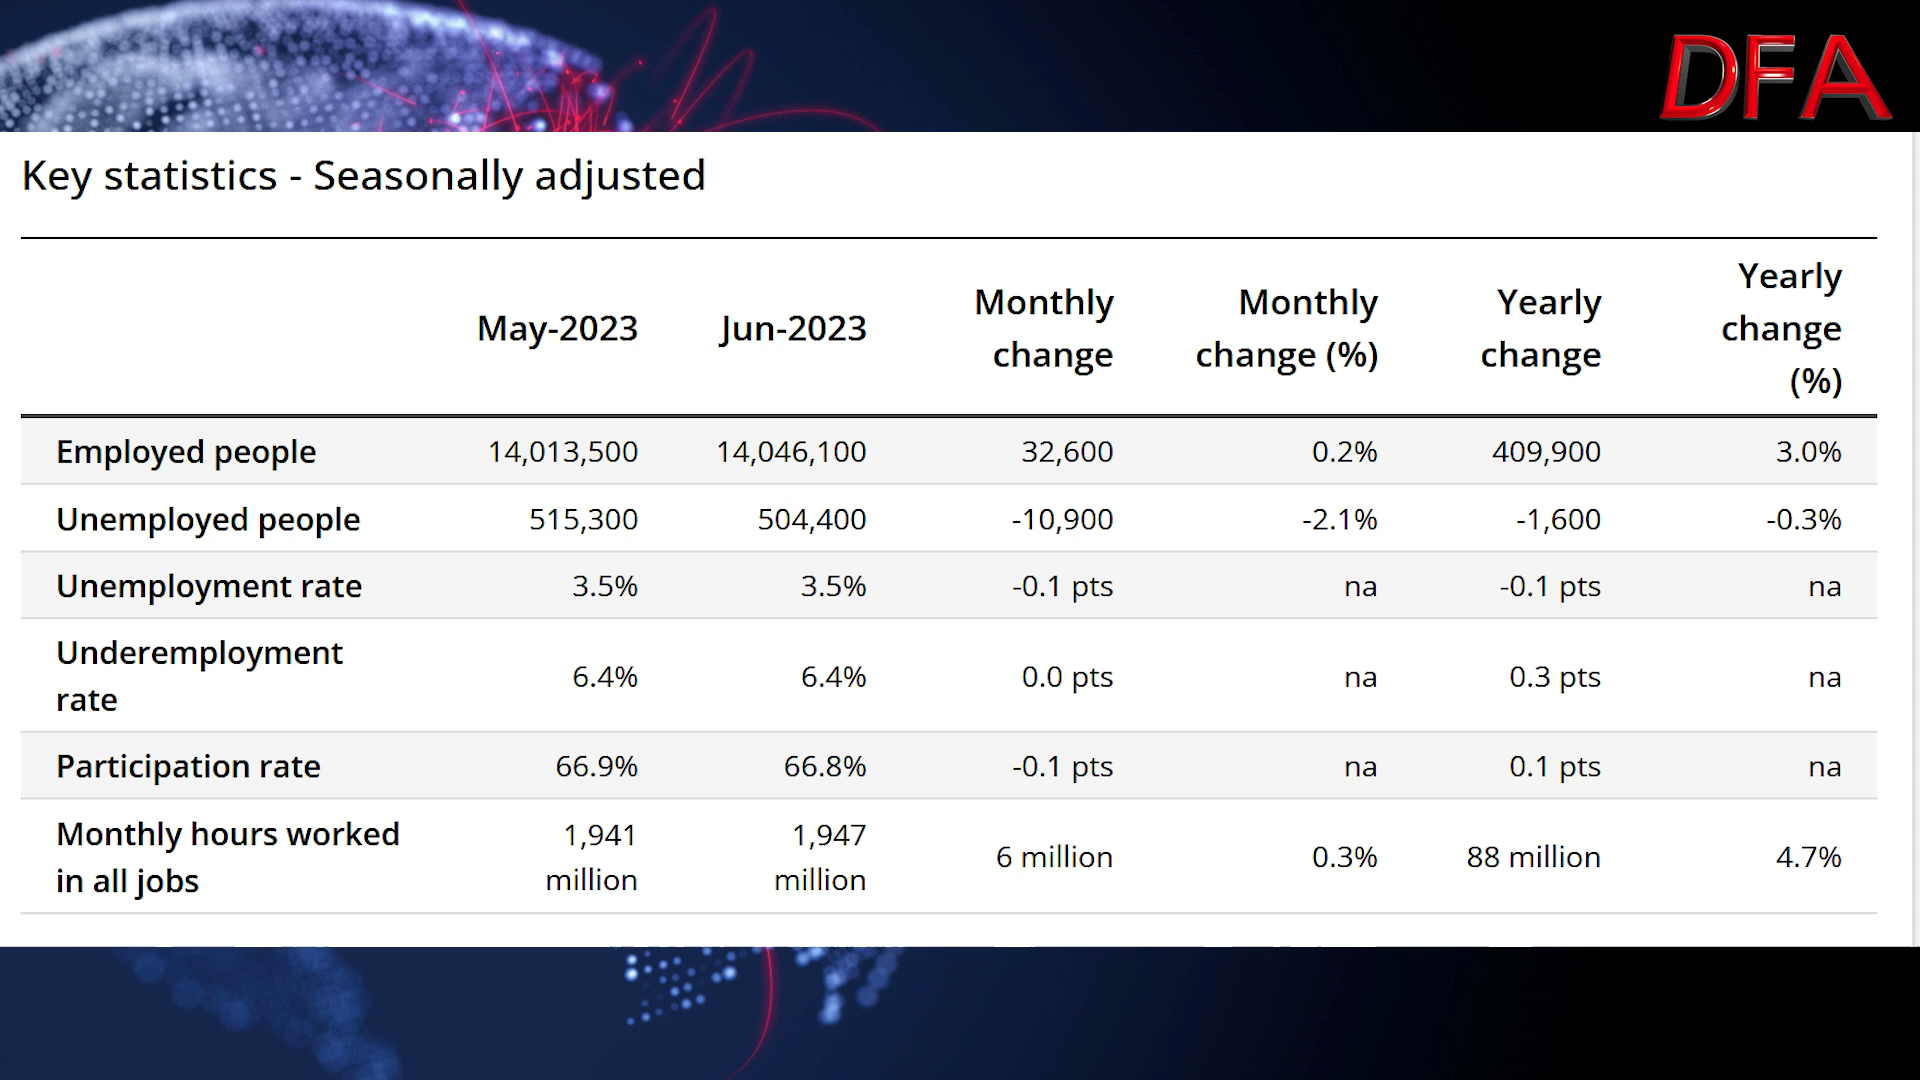 DFA
Key statistics - Seasonally adjusted
May-2023 Jun-2023 Monthly change Monthly change (%) Yearly change Yearly change (%)
Employed people 14,013,500 14,046,100 32,600 0.2% 409,900 3.0%
Unemployed people 515,300 504,400 -10,900 -2.1% -1,600 -0.3%
Unemployment rate 3.5% 3.5% -0.1 pts na -0.1 pts na
Underemployment rate 6.4% 6.4% 0.0 pts na 0.3 pts na
Participation rate 66.9% 66.8% -0.1 pts na 0.1 pts na
Monthly hours worked in all jobs 1,941 million 1,947 million 6 million 0.3% 88 million 4.7%